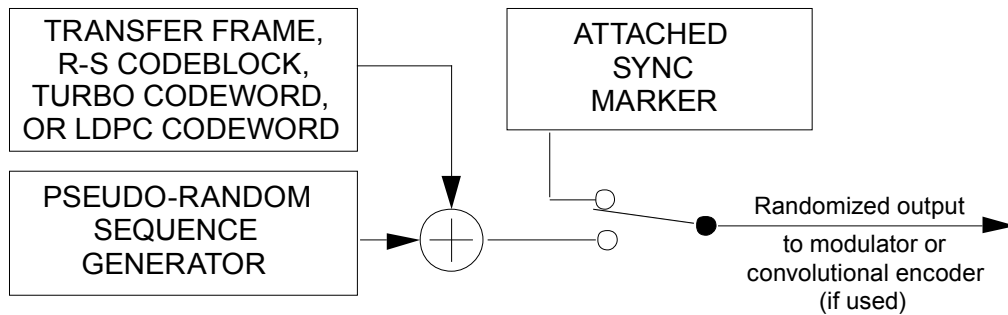 TRANSFER FRAME,
R-S CODEBLOCK,
TURBO CODEWORD,
OR LDPC CODEWORD
ATTACHED
SYNC
MARKER
PSEUDO-RANDOM
SEQUENCE
GENERATOR
Randomized output
to modulator or
convolutional encoder
(if used)